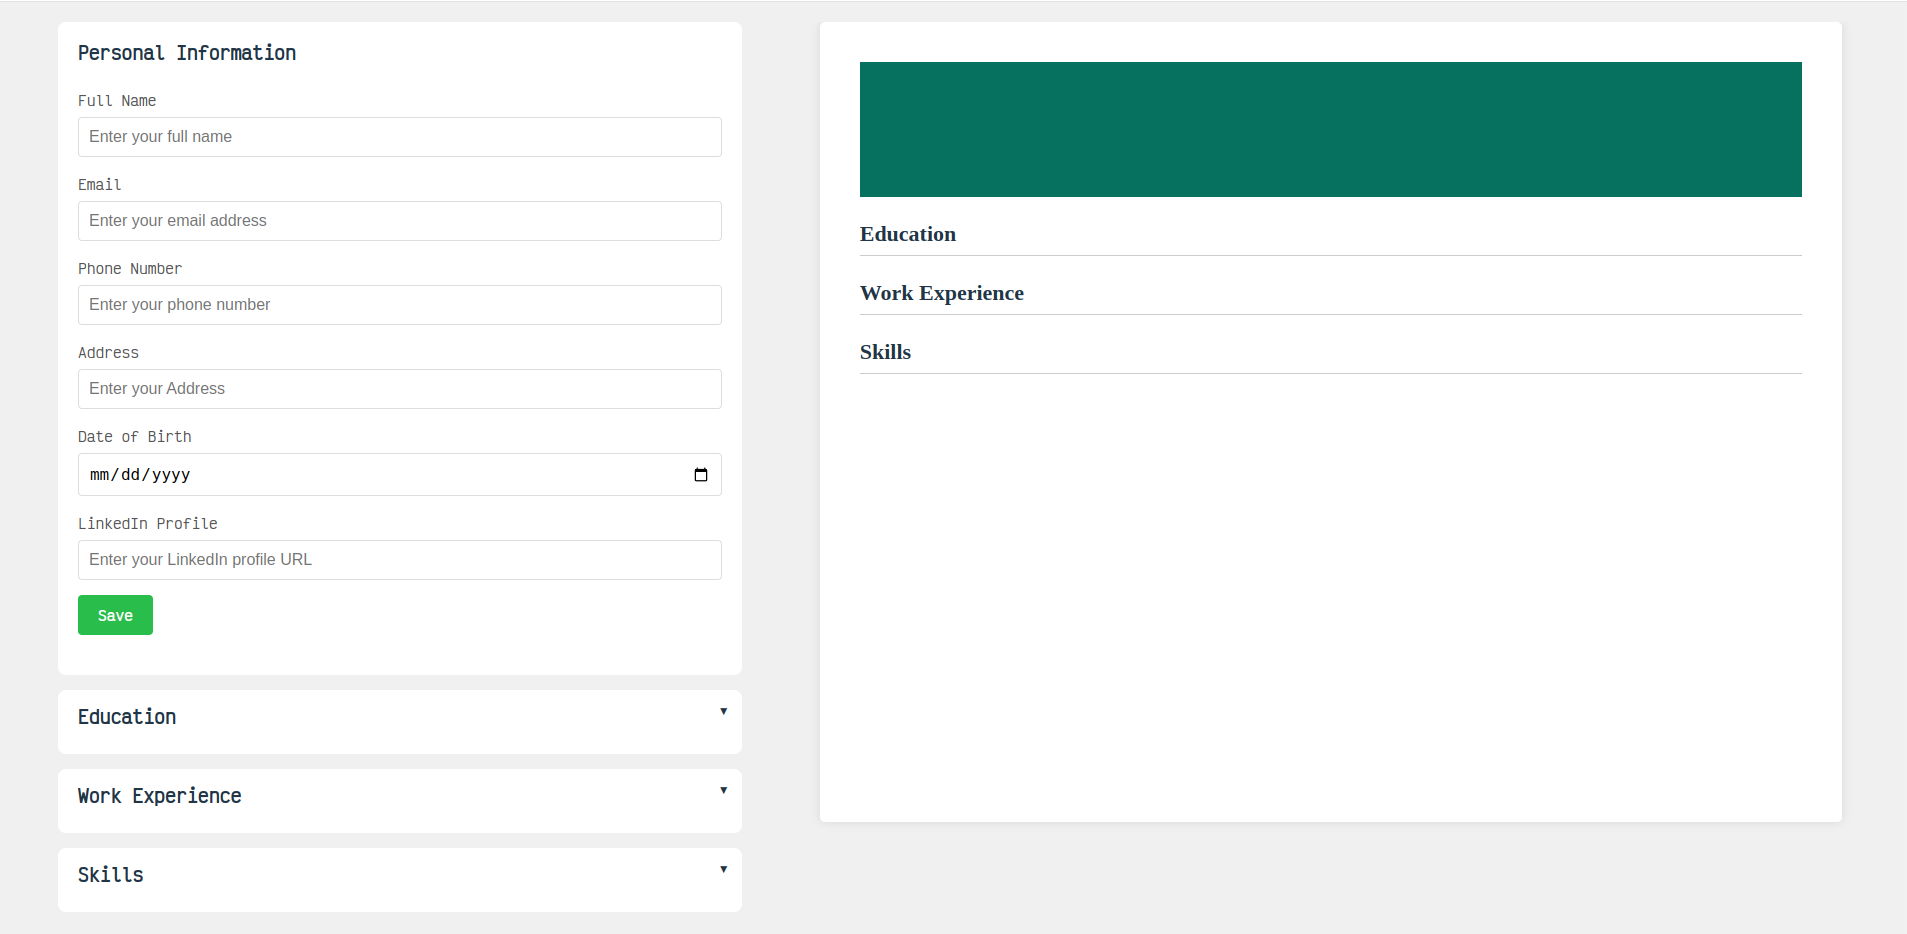 Personal Information
Full Name
Enter your full name
Email
Enter your email address
Phone Number
Enter your phone number
Address
Enter your Address
Date of Birth
mm/dd/yyyy
LinkedIn Profile
Enter your LinkedIn profile URL
Save
Education
Work Experience
Skills
Education
Work Experience
Skills